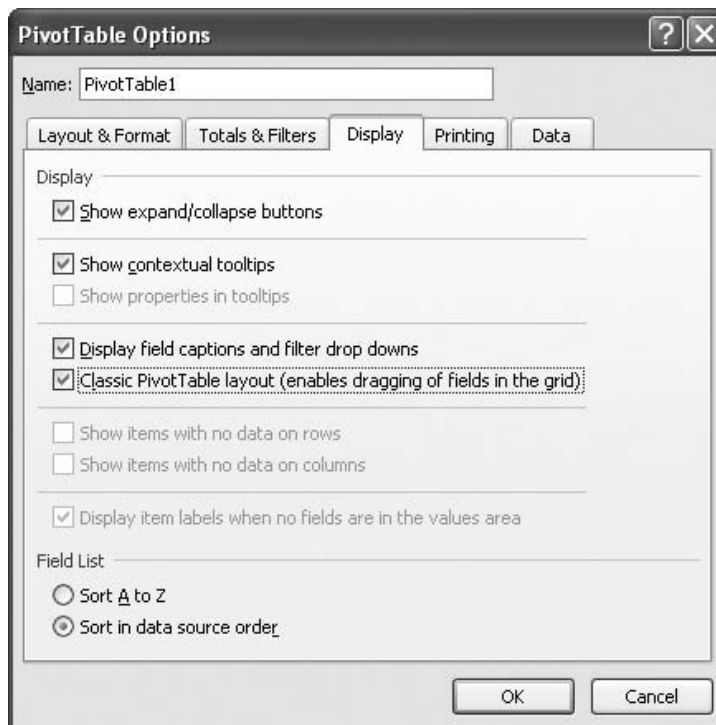 PivotTable Options
Name: PivotTable1
Layout & Format Totals & Filters Display Printing Data
Display
Show expand/collapse buttons
Show contextual tooltips
Show properties in tooltips
Display field captions and filter drop downs
Classic PivotTable layout (enables dragging of fields in the grid)
Show items with no data on rows
Show items with no data on columns
Display item labels when no fields are in the values area
Field List
Sort A to Z
Sort in data source order
OK Cancel